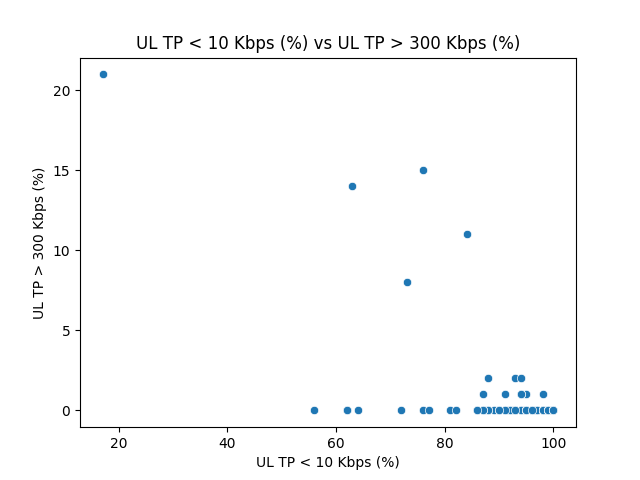 UL TP < 10 Kbps (%) vs UL TP > 300 Kbps (%)
20
15
10
5
0
UL TP > 300 Kbps (%)
20 40 60 80 100
UL TP < 10 Kbps (%)